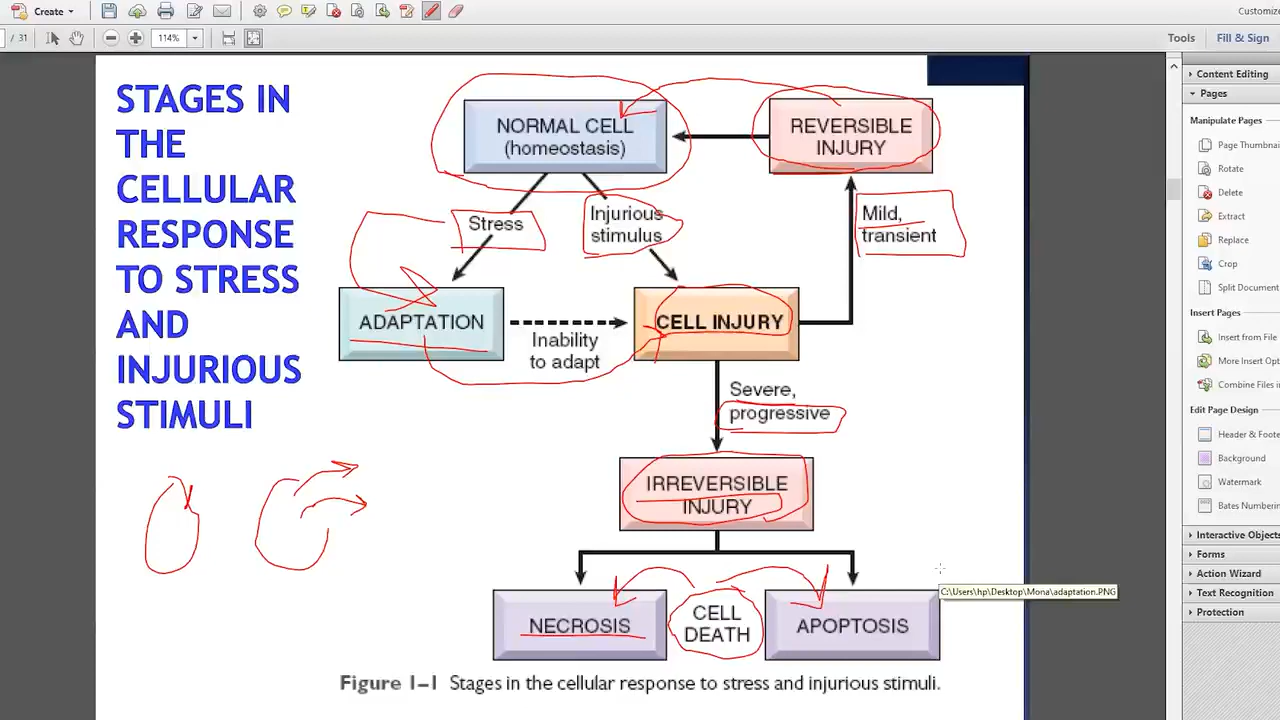 Create
Customize
/ 31
114%
Tools
Fill & Sign
STAGES IN
THE
CELLULAR
RESPONSE
TO STRESS
AND
INJURIOUS
STIMULI
NORMAL CELL
(homeostasis)
REVERSIBLE
INJURY
Stress
Injurious
stimulus
Mild,
transient
ADAPTATION
Inability
to adapt
CELL INJURY
Severe,
progressive
IRREVERSIBLE
INJURY
NECROSIS
CELL
DEATH
APOPTOSIS
C:\Users\hp\Desktop\Mona\adaptation.PNG
Figure 1–1 Stages in the cellular response to stress and injurious stimuli.
Content Editing
Pages
Manipulate Pages
Page Thumbnai
Rotate
Delete
Extract
Replace
Crop
Split Document
Insert Pages
Insert from File
More Insert Opt
Combine Files in
Edit Page Design
Header & Foote
Background
Watermark
Bates Numbering
Interactive Objects
Forms
Action Wizard
Text Recognition
Protection